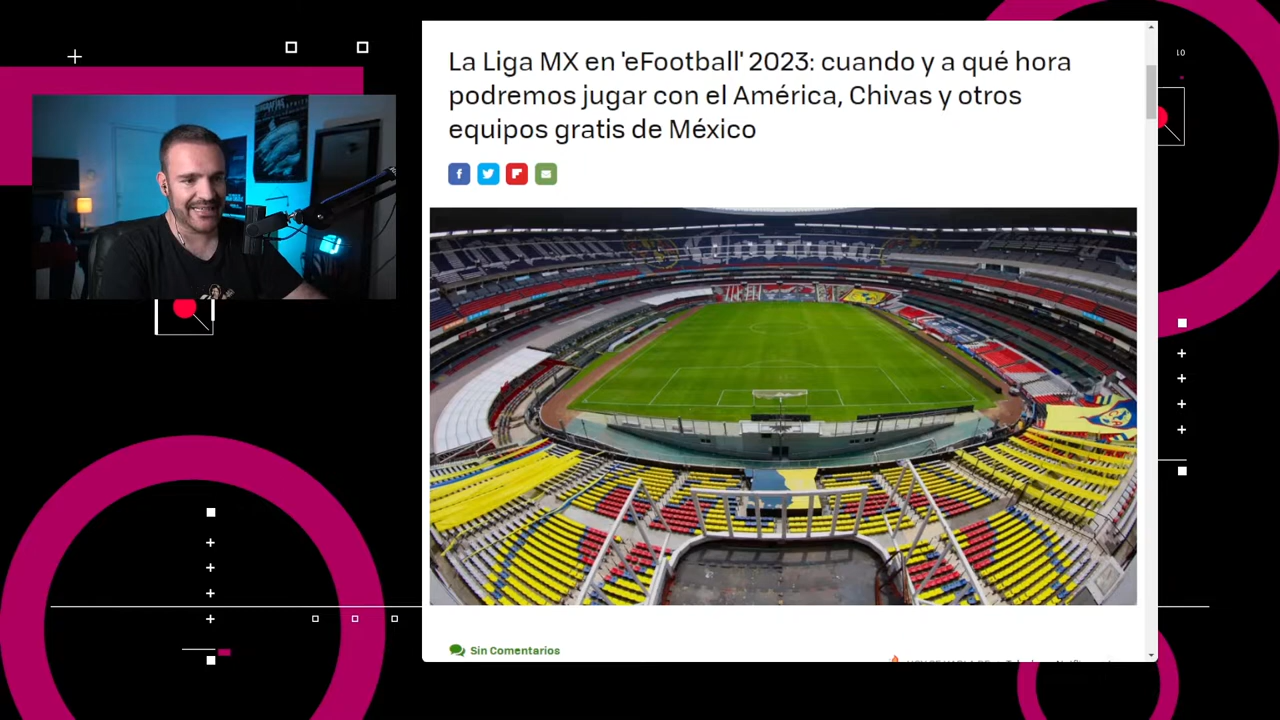 La Liga MX en 'eFootball' 2023: cuando y a qué hora
podremos jugar con el América, Chivas y otros
equipos gratis de México
Corona
Sin Comentarios